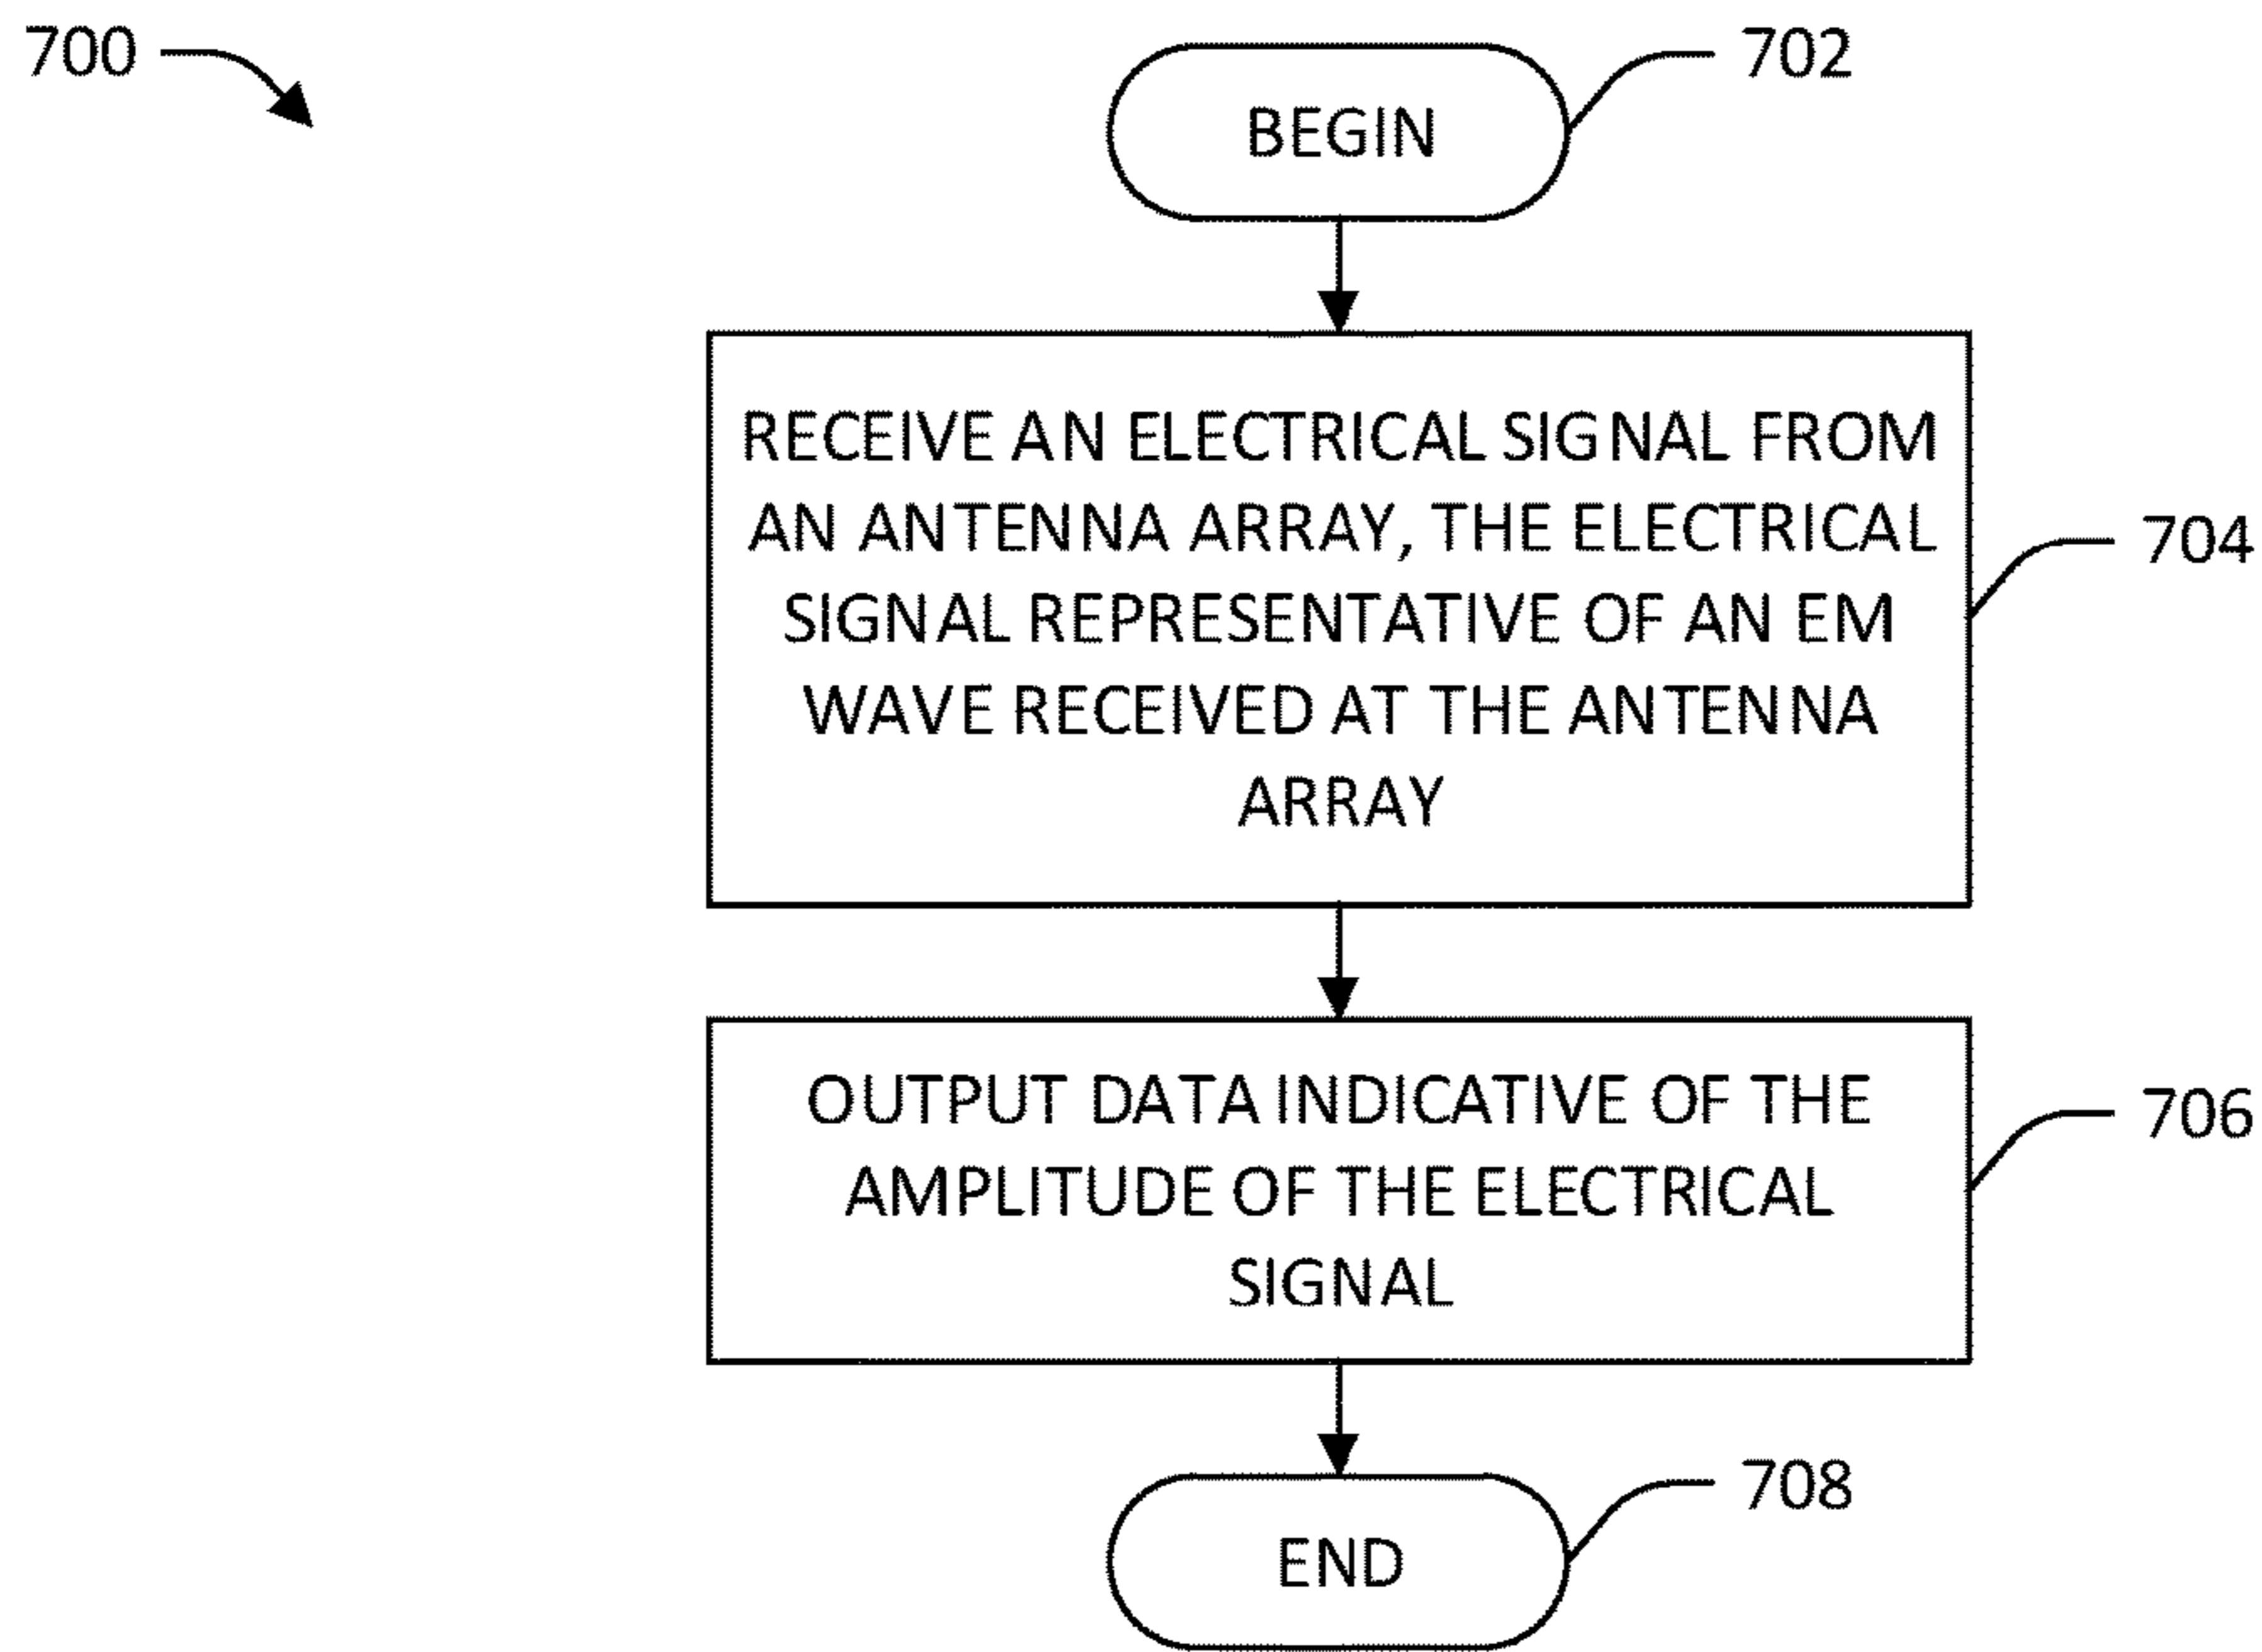 700
702
BEGIN
RECEIVE AN ELECTRICAL SIGNAL FROM
AN ANTENNA ARRAY, THE ELECTRICAL
SIGNAL REPRESENTATIVE OF AN EM
WAVE RECEIVED AT THE ANTENNA
ARRAY
704
OUTPUT DATA INDICATIVE OF THE
AMPLITUDE OF THE ELECTRICAL
SIGNAL
706
708
END